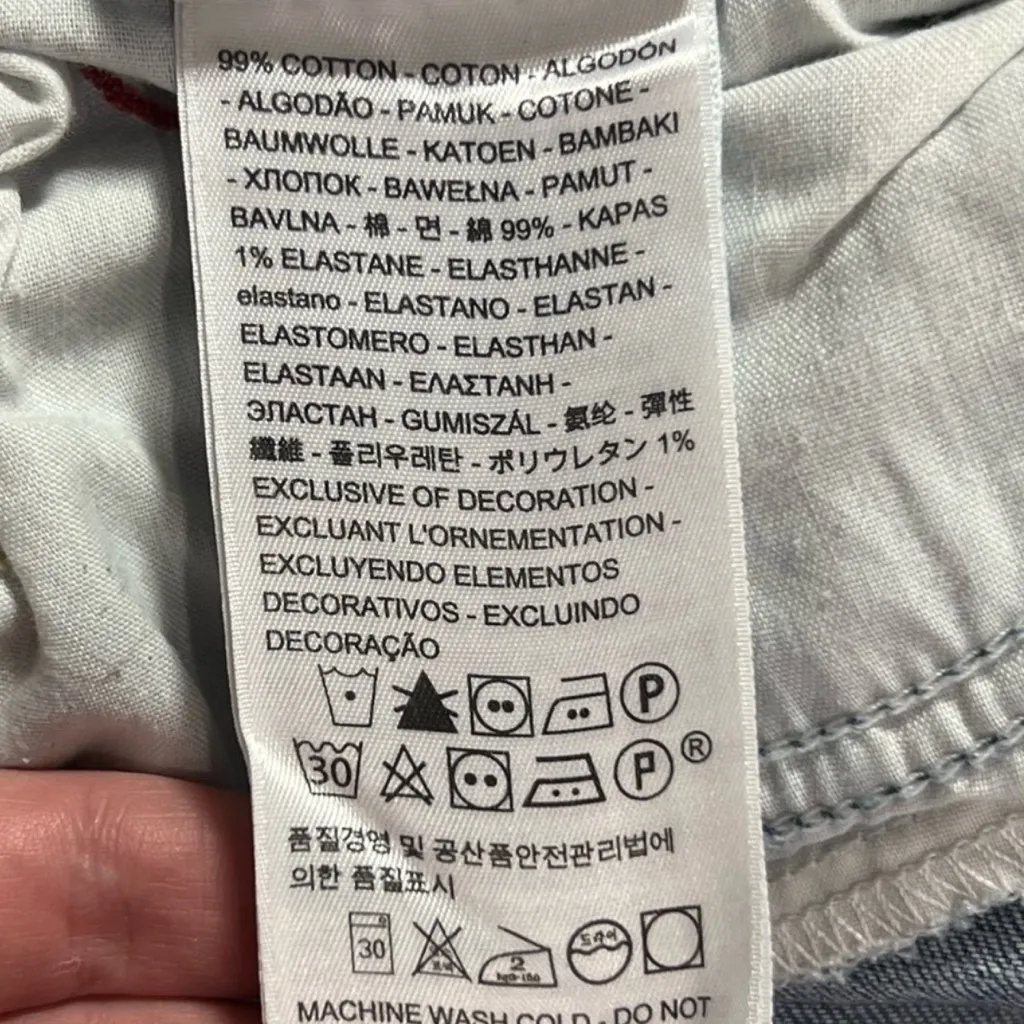 99% COTTON - COTON - ALGODÓN
- ALGODÃO - PAMUK - COTONE -
BAUMWOLLE - KATOEN - BAMBAKI
- ХЛОПОК - BAWEŁNA - PAMUT -
BAVLNA - 棉 - 면 - 綿 99% - KAPAS
1% ELASTANE - ELASTHANNE -
elastano - ELASTANO - ELASTAN -
ELASTOMERO - ELASTHAN -
ELASTAAN - ΕΛΑΣΤΑΝΗ -
ЭЛАСТАН - GUMISZÁL - 氨纶 - 彈性
纖維 - 폴리우레탄 - ポリウレタン 1%
EXCLUSIVE OF DECORATION -
EXCLUANT L'ORNEMENTATION -
EXCLUYENDO ELEMENTOS
DECORATIVOS - EXCLUINDO
DECORAÇÃO
P
30 P ®
품질경영 및 공산품안전관리법에
의한 품질표시
30 2 드라이
MACHINE WASH COLD - DO NOT